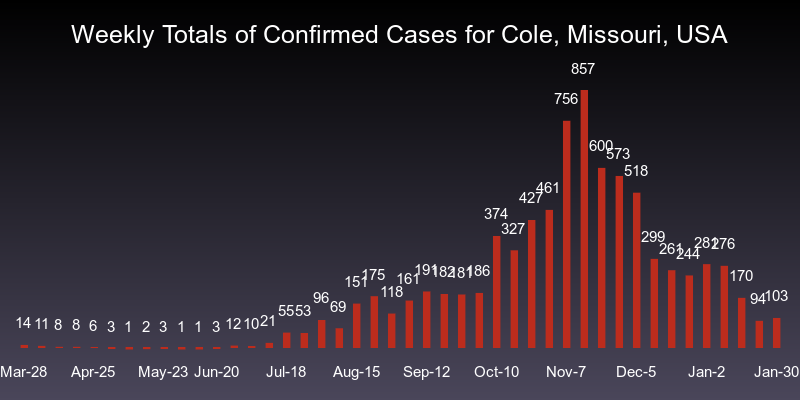 Weekly Totals of Confirmed Cases for Cole, Missouri, USA
14 11 8 8 6 3 1 2 3 1 1 3 12 10 21 55 53 96 69 151 175 118 161 191 182 181 186 374 327 427 461 756 857 600 573 518 299 261 244 281 276 170 94 103
Mar-28 Apr-25 May-23 Jun-20 Jul-18 Aug-15 Sep-12 Oct-10 Nov-7 Dec-5 Jan-2 Jan-30